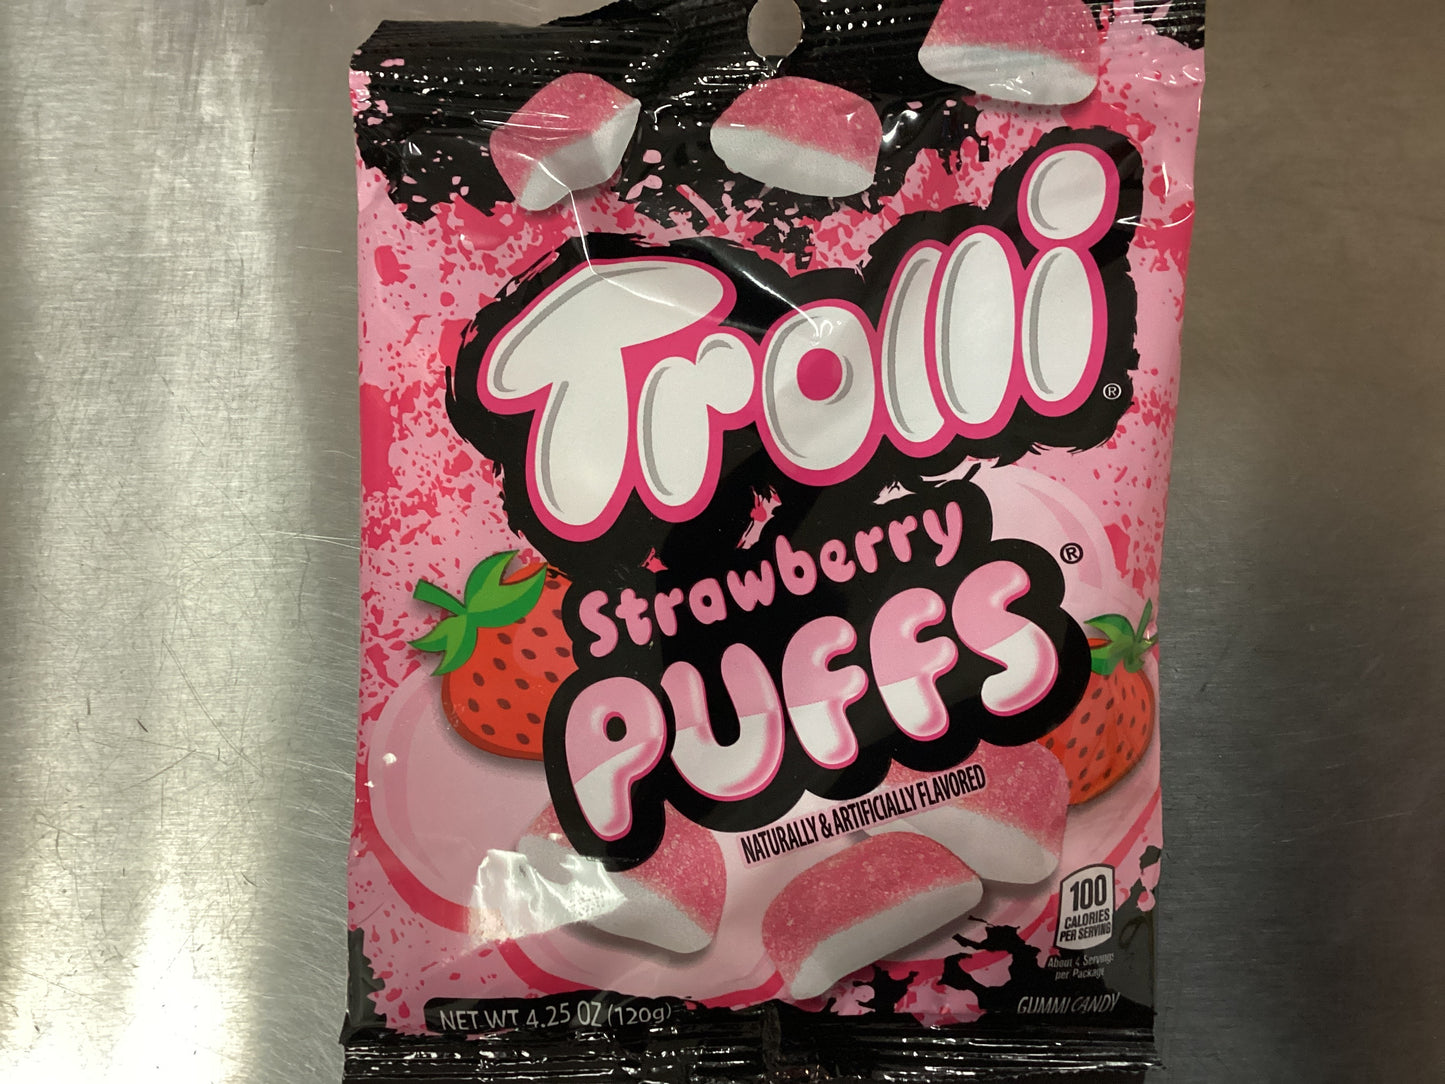 Trolli®
Strawberry
PUFFS®
NATURALLY & ARTIFICIALLY FLAVORED
100
CALORIES
PER SERVING
About 4 Servings
per Package
GUMMI CANDY
NET WT 4.25 OZ (120g)